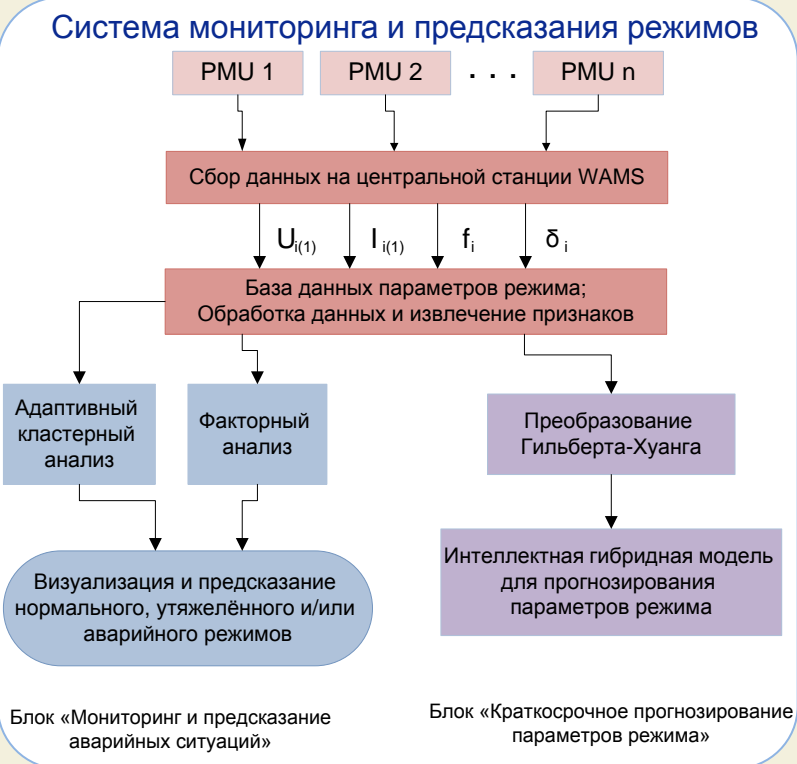 Система мониторинга и предсказания режимов
PMU 1
PMU 2
. . .
PMU n
Сбор данных на центральной станции WAMS
U i(1)
I i(1)
f i
δ i
База данных параметров режима;
Обработка данных и извлечение признаков
Адаптивный
кластерный
анализ
Факторный
анализ
Преобразование
Гильберта-Хуанга
Визуализация и предсказание
нормального, утяжелённого и/или
аварийного режимов
Интеллектная гибридная модель
для прогнозирования
параметров режима
Блок «Мониторинг и предсказание
аварийных ситуаций»
Блок «Краткосрочное прогнозирование
параметров режима»